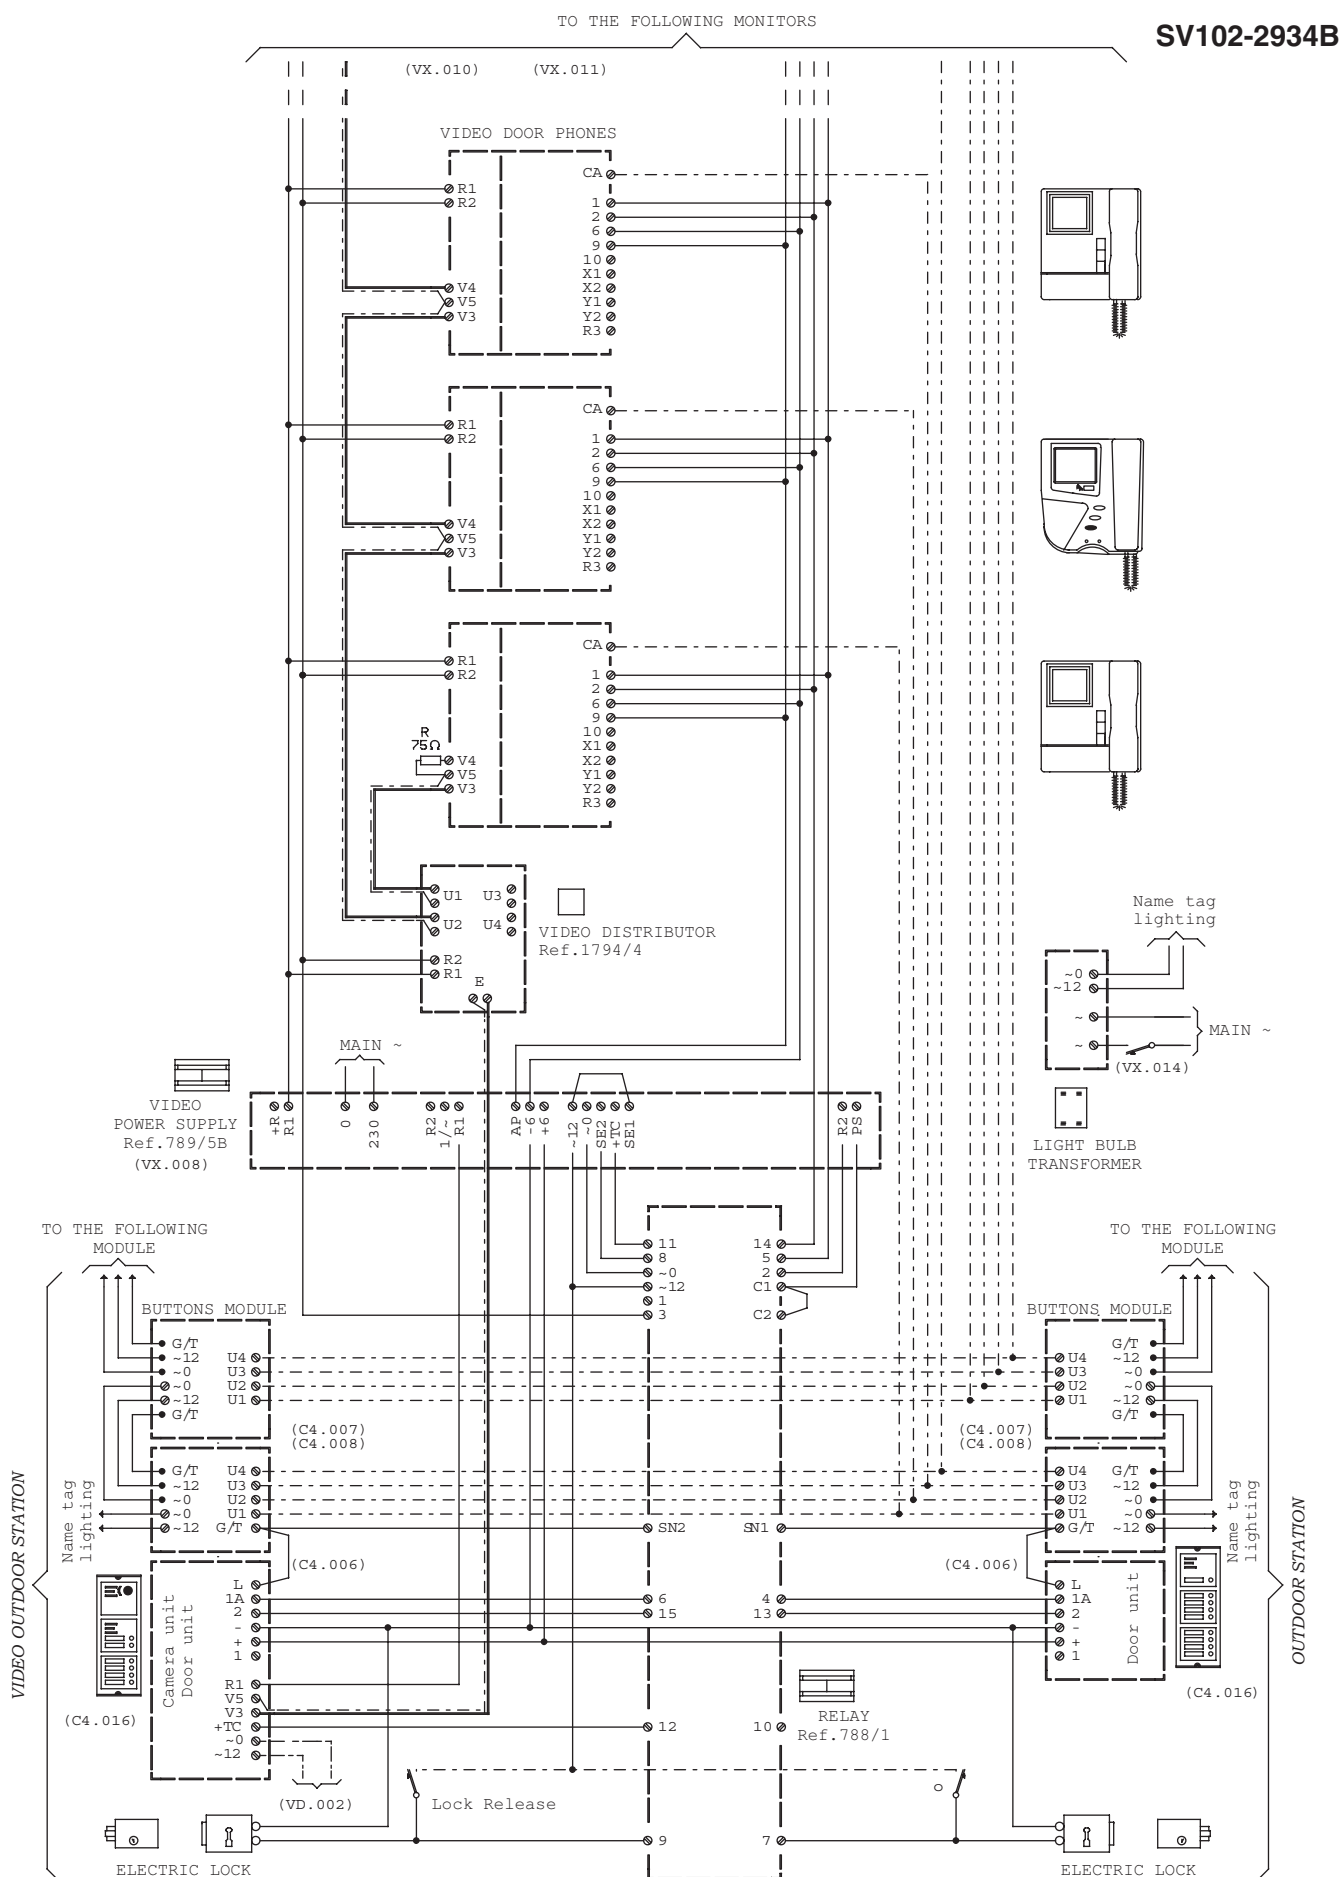 TO THE FOLLOWING MONITORS
SV102-2934B
(VX.010) (VX.011)
VIDEO DOOR PHONES
CA
R1
R2
1
2
6
9
10
X1
V4 X2
V5 Y1
V3 Y2
R3
CA
R1
R2
1
2
6
9
10
X1
V4 X2
V5 Y1
V3 Y2
R3
CA
R1
R2
1
2
6
9
R
75Ω
10
X1
V4 X2
V5 Y1
V3 Y2
R3
U1 U3
U2 U4
R2
R1
E
VIDEO DISTRIBUTOR
Ref.1794/4
Name tag
lighting
~0
~12
~
~
MAIN ~
(VX.014)
LIGHT BULB
TRANSFORMER
MAIN ~
VIDEO
POWER SUPPLY
Ref.789/5B
(VX.008)
+R
R1
0
230
R2
1/~
R1
AP
-6
+6
~12
~0
SE2
+TC
SE1
R2
PS
TO THE FOLLOWING
MODULE
TO THE FOLLOWING
MODULE
11 14
8 5
~0 2
~12 C1
1
3 C2
BUTTONS MODULE
G/T
~12 U4
~0 U3
~0 U2
~12 U1
G/T
(C4.007)
(C4.008)
BUTTONS MODULE
G/T
U4 ~12
U3 ~0
U2 ~0
U1 ~12
G/T
(C4.007)
(C4.008)
G/T U4
~12 U3
~0 U2
~0 U1
~12 G/T
SN2 SN1
U4 G/T
U3 ~12
U2 ~0
U1 ~0
G/T ~12
Name tag
lighting
Name tag
lighting
VIDEO OUTDOOR STATION
OUTDOOR STATION
(C4.006)
(C4.006)
Camera unit
Door unit
L
1A
2
-
+
1
R1
V5
V3
+TC
~0
~12
6 4
15 13
12 10
L
1A
2
-
+
1
Door unit
(C4.016)
(C4.016)
RELAY
Ref.788/1
(VD.002)
Lock Release
O
9 7
ELECTRIC LOCK
ELECTRIC LOCK